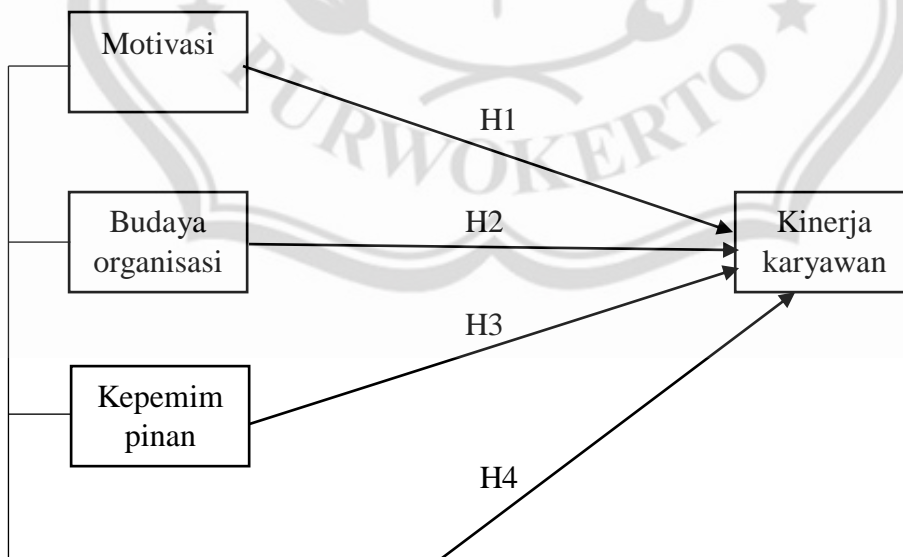 Motivasi
PURWOKERTO
H1
Budaya
organisasi
H2
Kinerja
karyawan
H3
Kepemim
pinan
H4